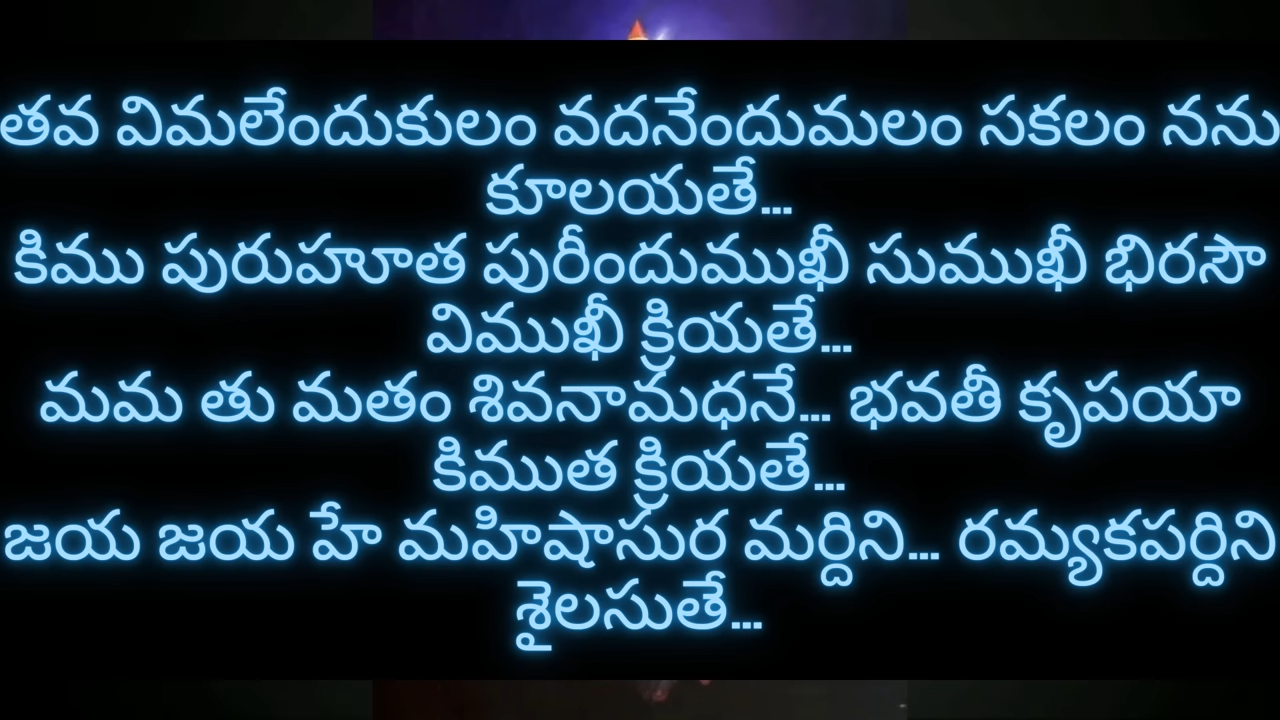 తవ విమలేందుకులం వదనేందుమలం సకలం నను
కూలయతే...
కిము పురుహూత పురీందుముఖీ సుముఖీ భిరసౌ
విముఖీ క్రియతే...
మమ తు మతం శివనామధనే... భవతీ కృపయా
కిముత క్రియతే...
జయ జయ హే మహిషాసుర మర్దిని... రమ్యకపర్దిని
శైలసుతే...